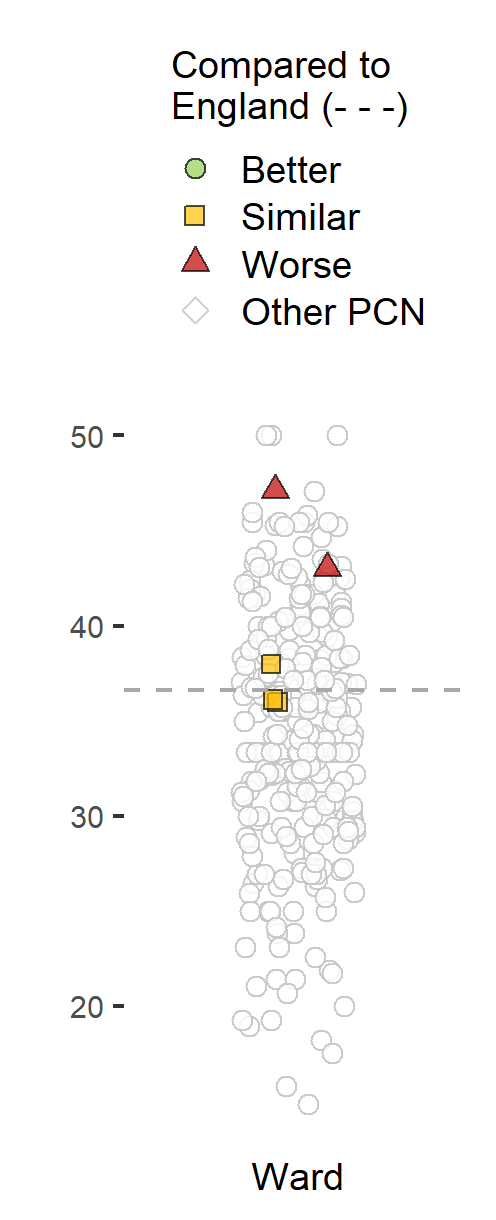 Compared to
England (- - -)
Better
Similar
Worse
Other PCN
50
40
30
20
Ward